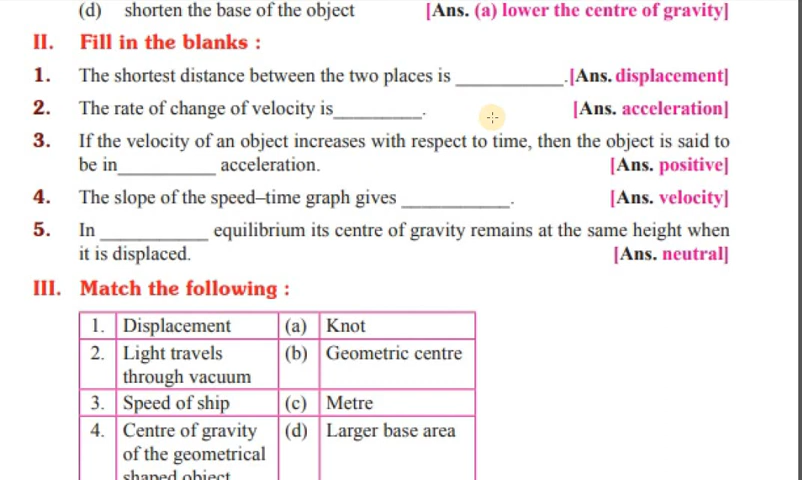 (d) shorten the base of the object [Ans. (a) lower the centre of gravity]
II. Fill in the blanks :
1. The shortest distance between the two places is ___________.[Ans. displacement]
2. The rate of change of velocity is_________. [Ans. acceleration]
3. If the velocity of an object increases with respect to time, then the object is said to
be in__________ acceleration. [Ans. positive]
4. The slope of the speed–time graph gives ___________. [Ans. velocity]
5. In ___________ equilibrium its centre of gravity remains at the same height when
it is displaced. [Ans. neutral]
III. Match the following :
1. Displacement (a) Knot
2. Light travels (b) Geometric centre
through vacuum
3. Speed of ship (c) Metre
4. Centre of gravity (d) Larger base area
of the geometrical
shaped object